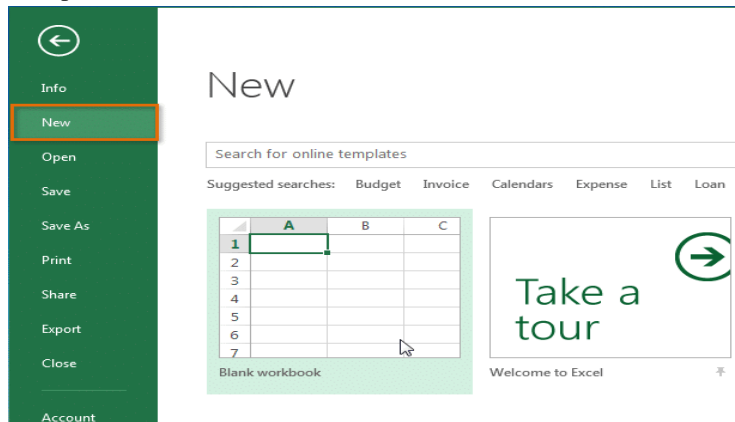 Info
New
Open
Save
Save As
Print
Share
Export
Close
Account
New
Search for online templates
Suggested searches: Budget Invoice Calendars Expense List Loan
A B C
1
2
3
4
5
6
7
Blank workbook
Take a
tour
Welcome to Excel